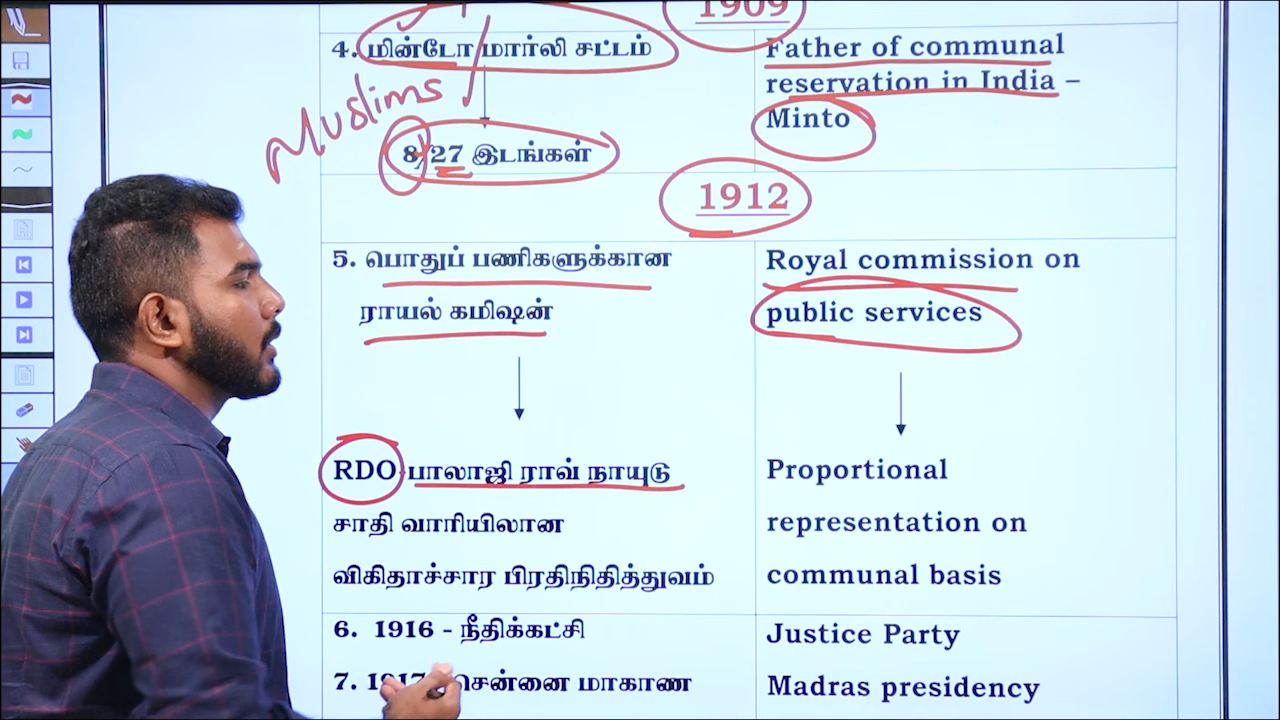 1909
4. மின்டோ மார்லி சட்டம்
Father of communal
reservation in India –
Minto
Muslims
8/27 இடங்கள்
1912
5. பொதுப் பணிகளுக்கான
ராயல் கமிஷன்
Royal commission on
public services
RDO பாலாஜி ராவ் நாயுடு
சாதி வாரியிலான
விகிதாச்சார பிரதிநிதித்துவம்
Proportional
representation on
communal basis
6. 1916 - நீதிக்கட்சி
Justice Party
7. 1917 சென்னை மாகாண
Madras presidency